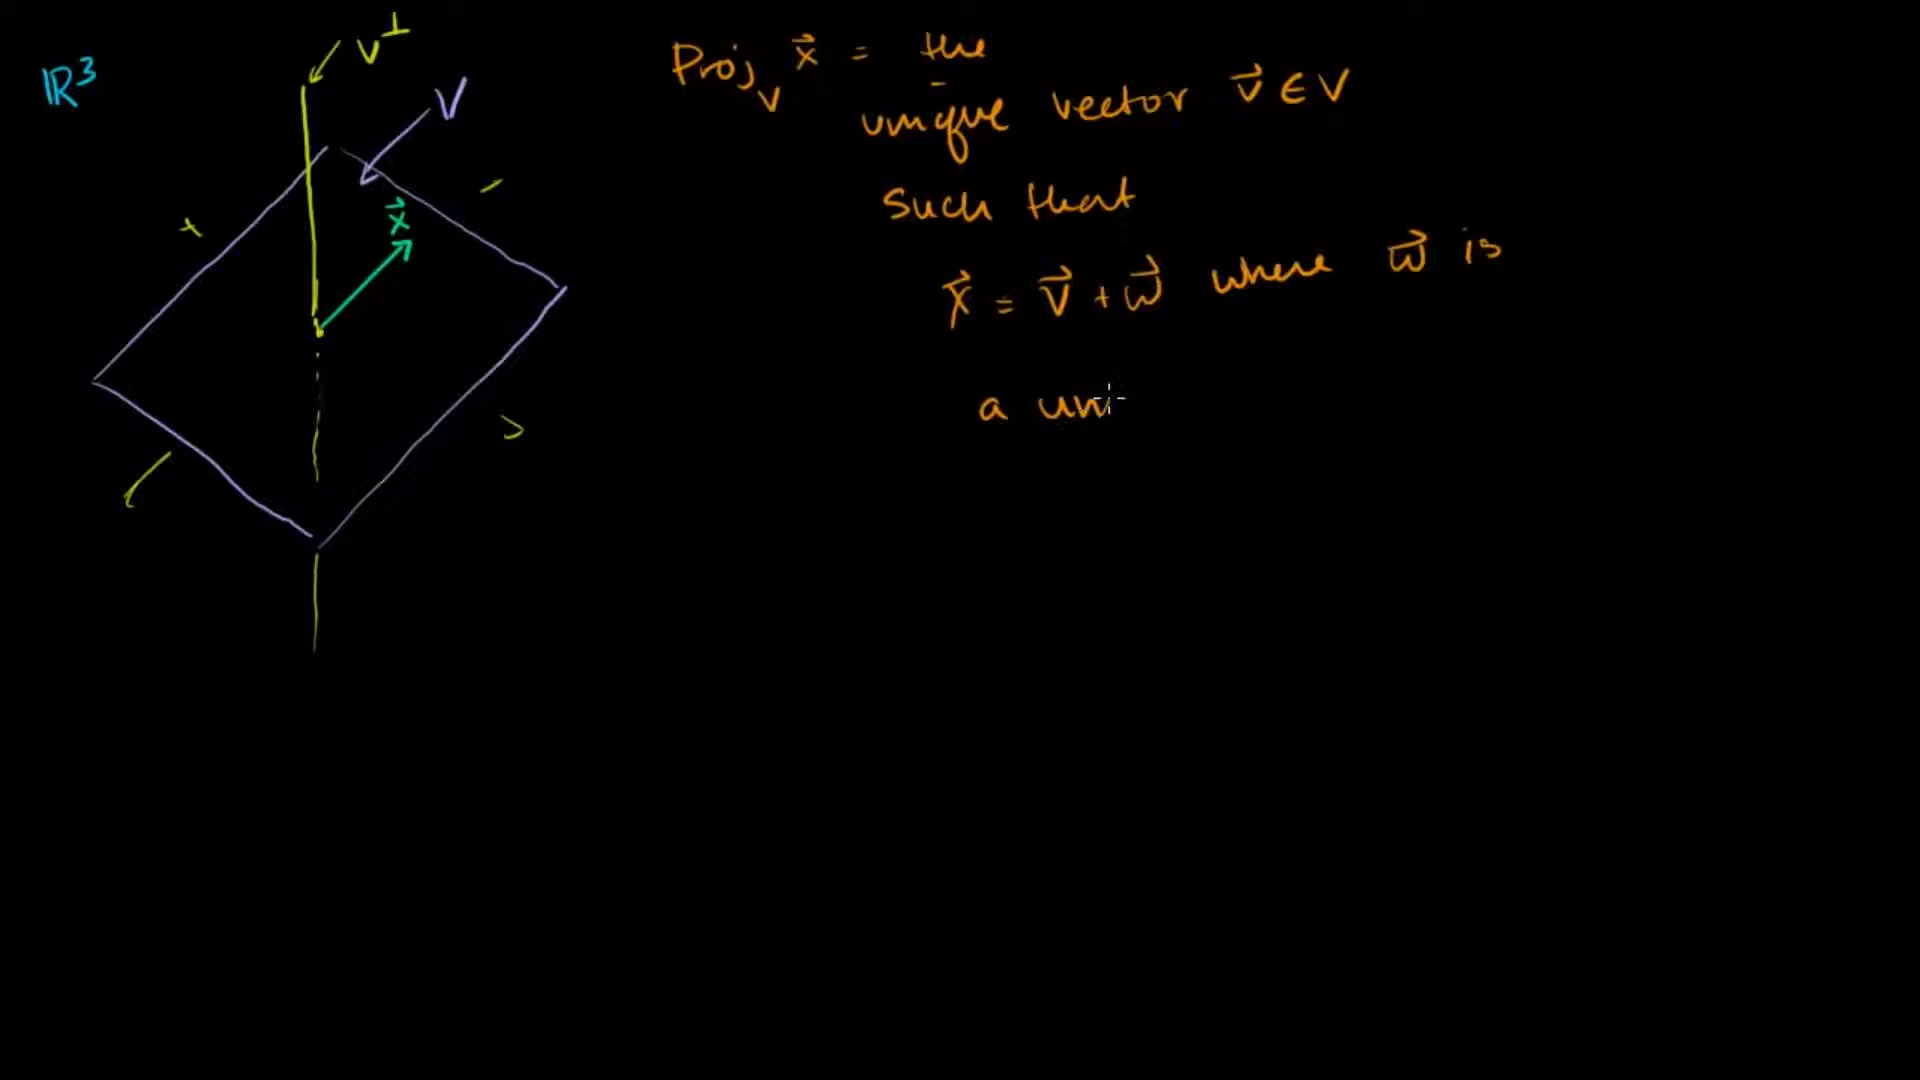 ℝ³
V⊥
V
x⃗
Proj_V x⃗ = the
unique vector v⃗ ∈ V
such that
x⃗ = v⃗ + w⃗ where w⃗ is
a uni